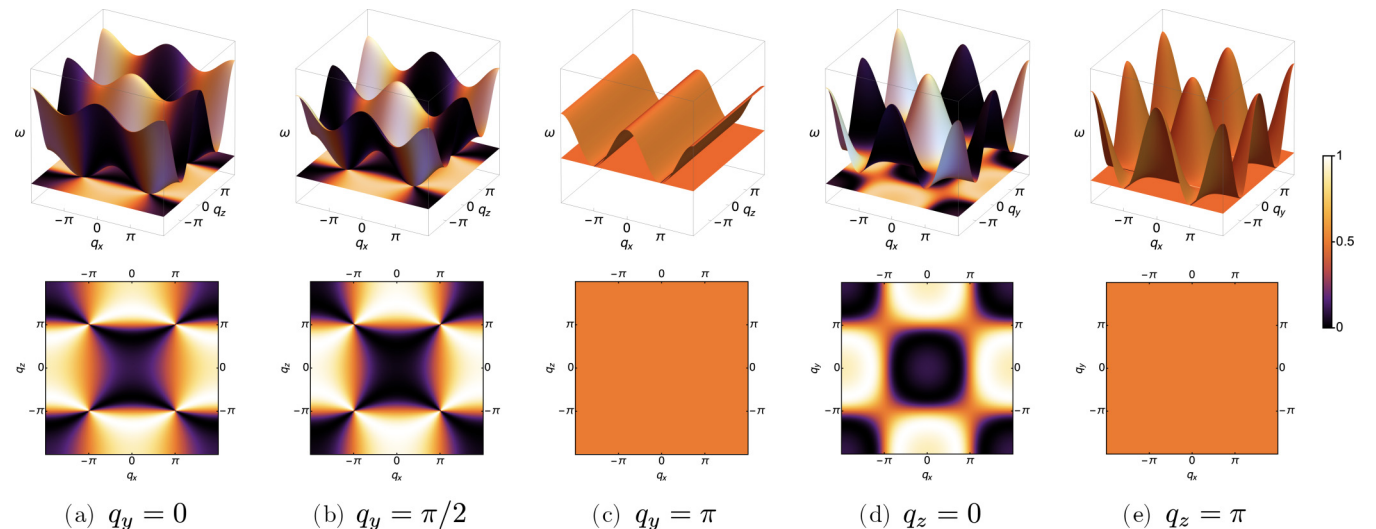 ω
−π
0
π
q_x
−π
0
π
q_z
ω
−π
0
π
q_x
−π
0
π
q_z
ω
−π
0
π
q_x
−π
0
π
q_z
ω
−π
0
π
q_x
−π
0
π
q_y
ω
−π
0
π
q_x
−π
0
π
q_y
1
0.5
0
−π 0 π
q_z
π π
0 0
−π −π
−π 0 π
q_x
−π 0 π
q_z
π π
0 0
−π −π
−π 0 π
q_x
−π 0 π
q_z
π π
0 0
−π −π
−π 0 π
q_x
−π 0 π
q_y
π π
0 0
−π −π
−π 0 π
q_x
−π 0 π
q_y
π π
0 0
−π −π
−π 0 π
q_x
(a) q_y = 0
(b) q_y = π/2
(c) q_y = π
(d) q_z = 0
(e) q_z = π